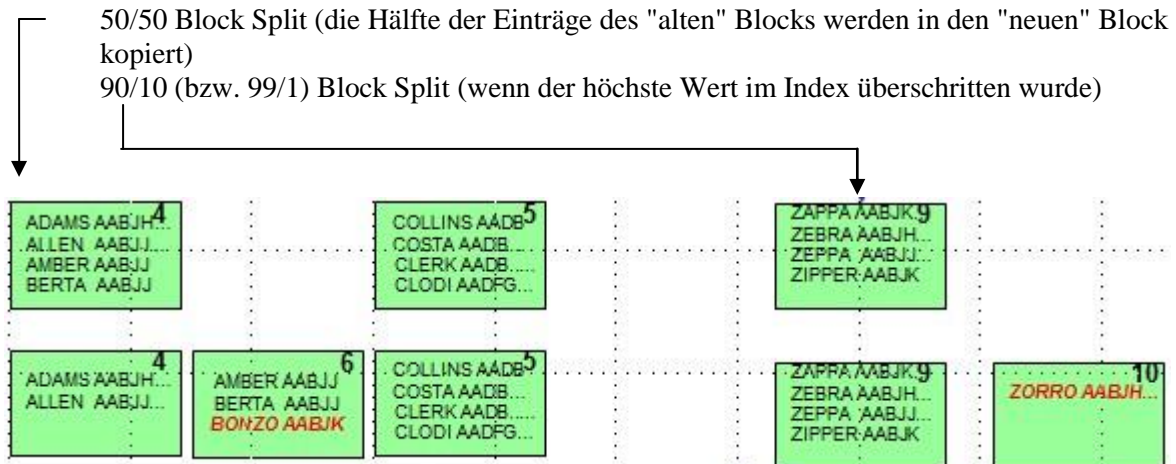 50/50 Block Split (die Hälfte der Einträge des "alten" Blocks werden in den "neuen" Block
kopiert)
90/10 (bzw. 99/1) Block Split (wenn der höchste Wert im Index überschritten wurde)
4
ADAMS AABJH...
ALLEN AABJJ...
AMBER AABJJ
BERTA AABJJ
5
COLLINS AADB
COSTA AADB...
CLERK AADB.....
CLODI AADFG...
9
ZAPPA AABJK
ZEBRA AABJH...
ZEPPA AABJJ...
ZIPPER AABJK
4
ADAMS AABJH...
ALLEN AABJJ...
6
AMBER AABJJ
BERTA AABJJ
BONZO AABJK
5
COLLINS AADB
COSTA AADB...
CLERK AADB.....
CLODI AADFG...
9
ZAPPA AABJK
ZEBRA AABJH...
ZEPPA AABJJ...
ZIPPER AABJK
10
ZORRO AABJH...